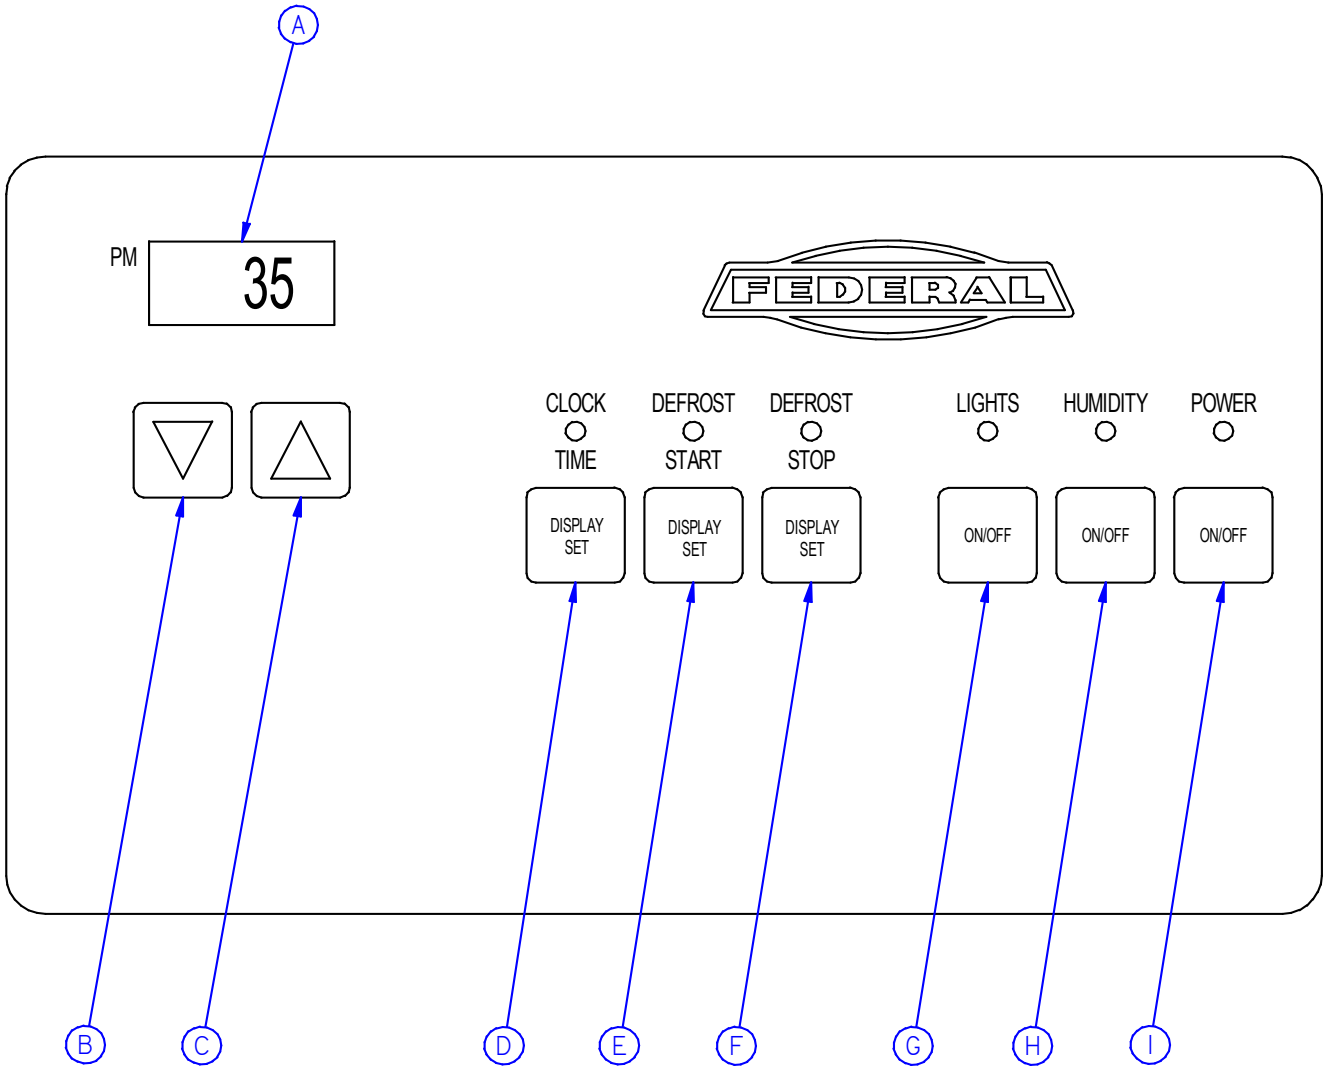 A
PM
35
FEDERAL
CLOCK DEFROST DEFROST LIGHTS HUMIDITY POWER
TIME START STOP
DISPLAY SET
DISPLAY SET
DISPLAY SET
ON/OFF ON/OFF ON/OFF
B C D E F G H I